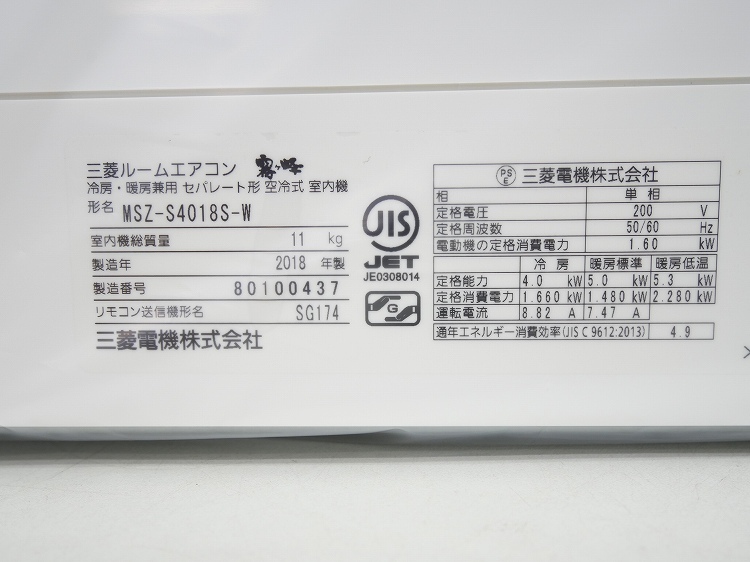 三菱ルームエアコン 霧ヶ峰
冷房・暖房兼用 セパレート形 空冷式 室内機
形名 MSZ-S4018S-W
室内機総質量 11 kg
製造年 2018 年製
製造番号 80100437
リモコン送信機形名 SG174
三菱電機株式会社
JIS
JET
JE0308014
G
PS
E
三菱電機株式会社
相 単相
定格電圧 200 V
定格周波数 50/60 Hz
電動機の定格消費電力 1.60 kW
冷房 暖房標準 暖房低温
定格能力 4.0 kW 5.0 kW 5.3 kW
定格消費電力 1.660 kW 1.480 kW 2.280 kW
運転電流 8.82 A 7.47 A
通年エネルギー消費効率(JIS C 9612:2013) 4.9